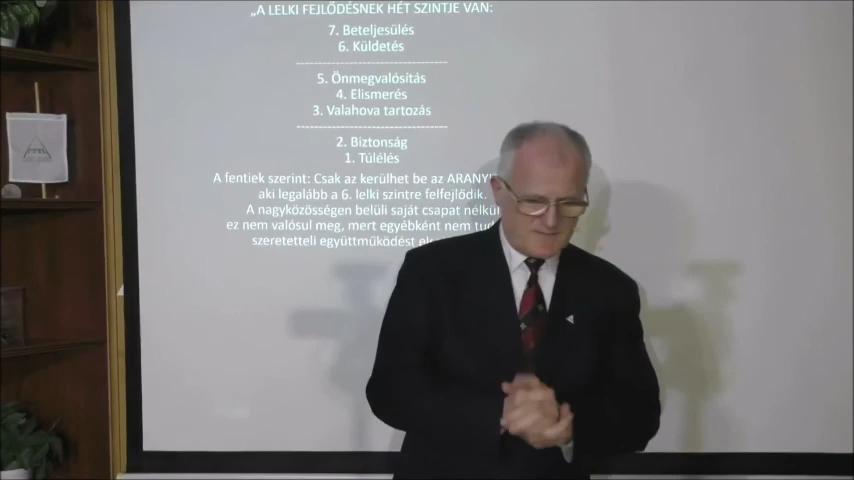 „A LELKI FEJLŐDÉSNEK HÉT SZINTJE VAN:
7. Beteljesülés
6. Küldetés
5. Önmegvalósítás
4. Elismerés
3. Valahova tartozás
2. Biztonság
1. Túlélés
A fentiek szerint: Csak az kerülhet be az
aki legalább a 6. lelki szintre felfejlődik.
A nagyközösségen belüli saját csapat
ez nem valósul meg, mert egyébként nem
szeretetteli együttműködést